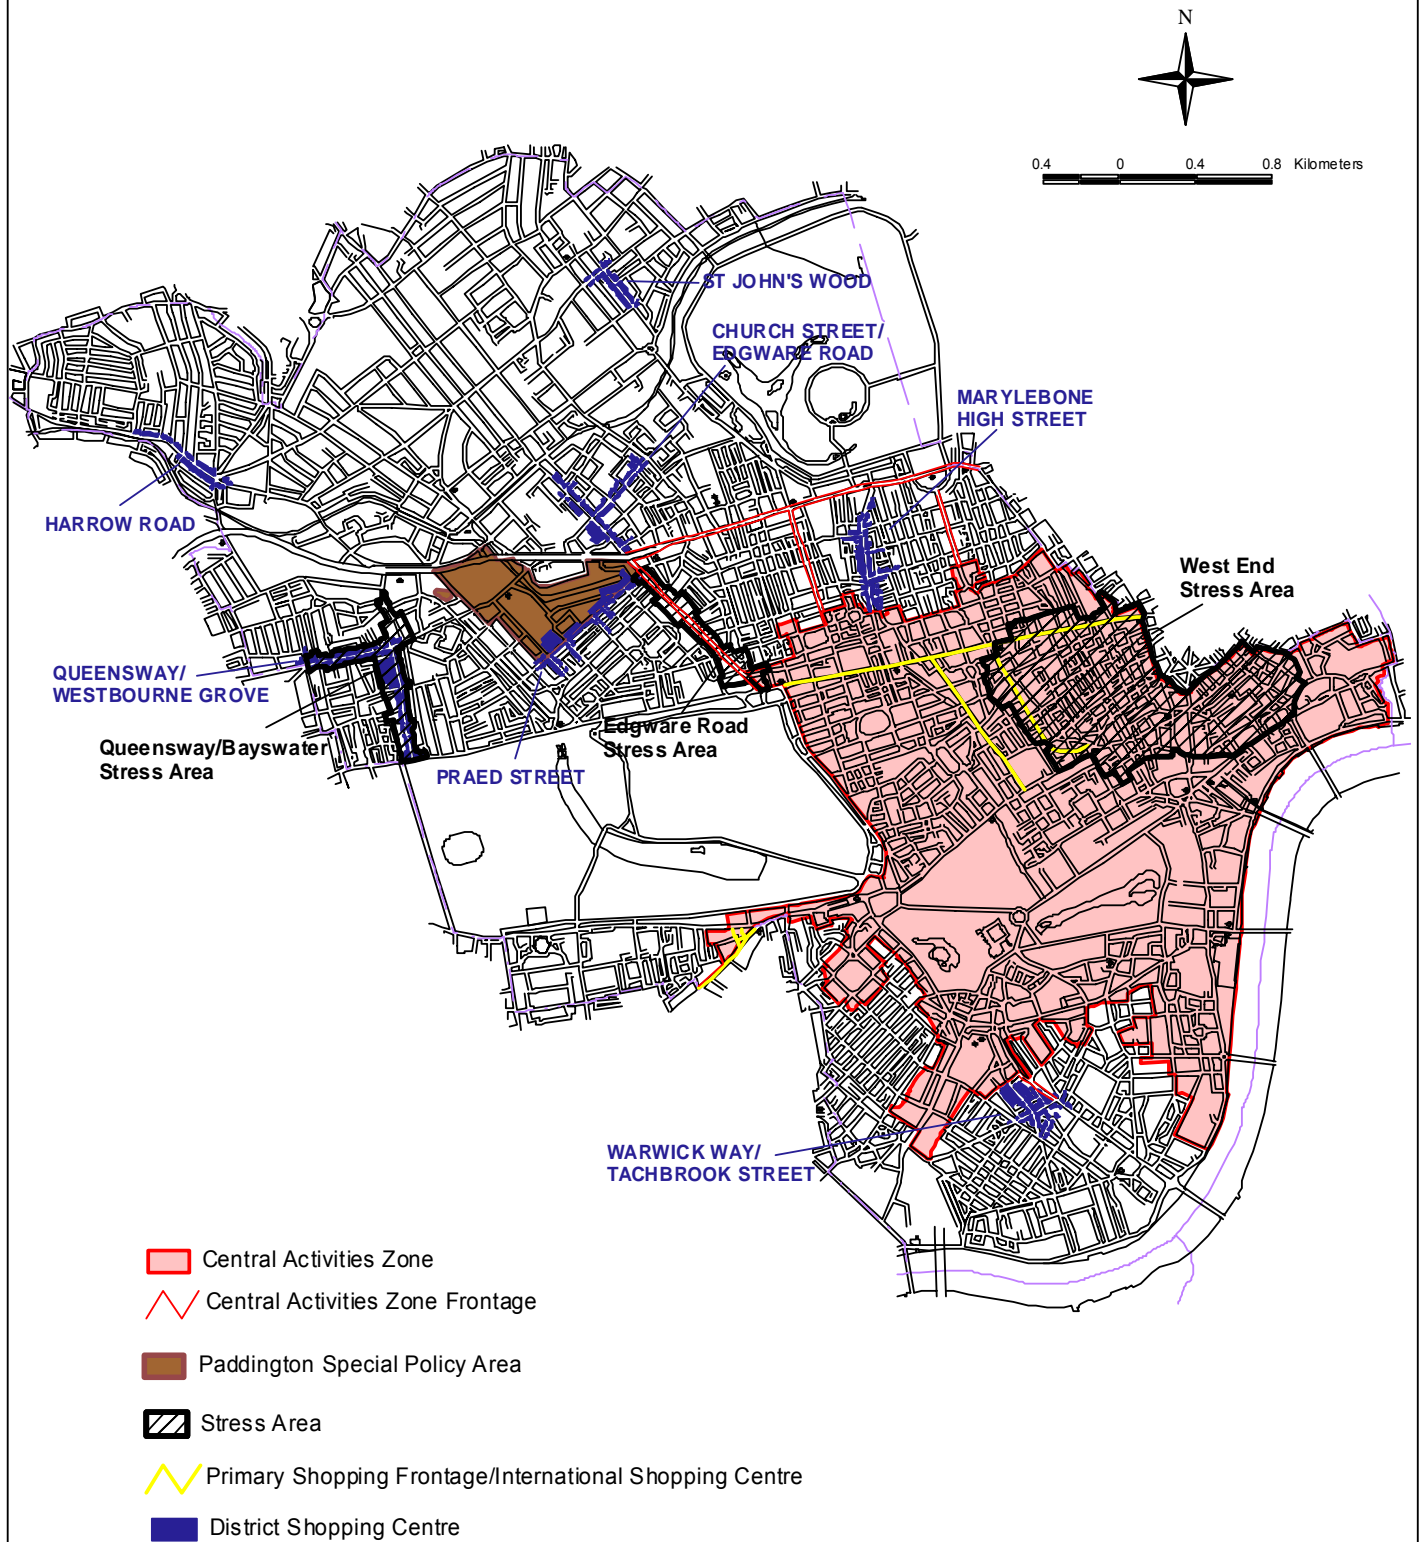 N
0.4 0 0.4 0.8 Kilometers
ST JOHN'S WOOD
CHURCH STREET/
EDGWARE ROAD
MARYLEBONE
HIGH STREET
HARROW ROAD
West End
Stress Area
QUEENSWAY/
WESTBOURNE GROVE
Queensway/Bayswater
Stress Area
PRAED STREET
Edgware Road
Stress Area
WARWICK WAY/
TACHBROOK STREET
Central Activities Zone
Central Activities Zone Frontage
Paddington Special Policy Area
Stress Area
Primary Shopping Frontage/International Shopping Centre
District Shopping Centre